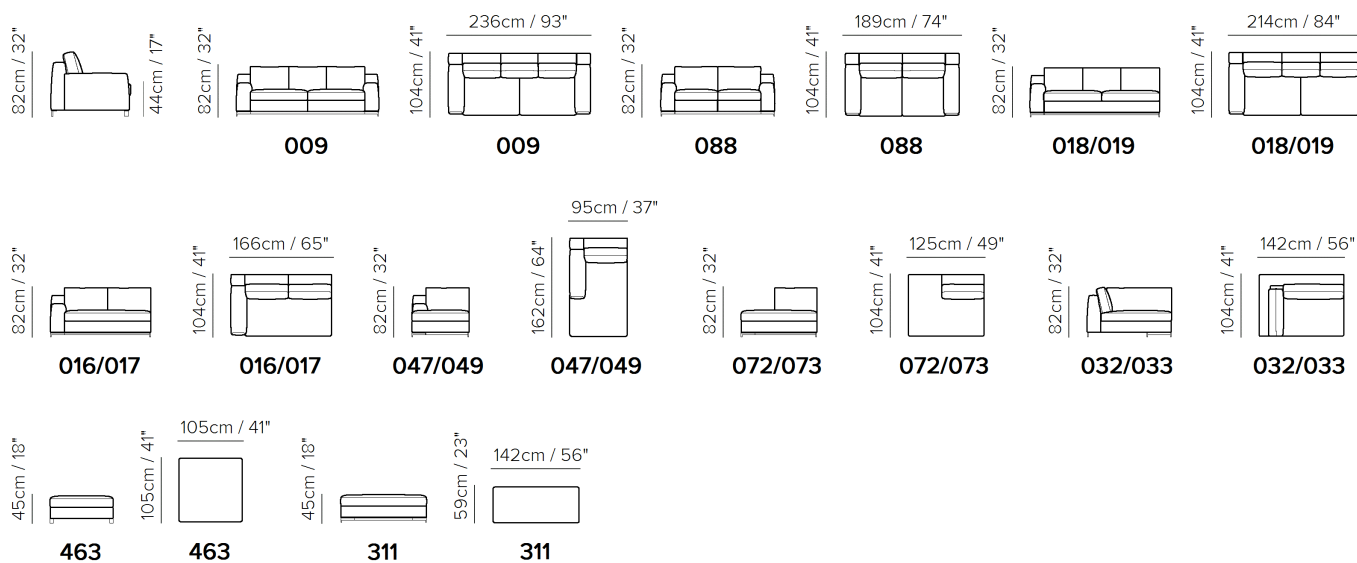 82cm / 32"
44cm / 17"
82cm / 32"
009
236cm / 93"
104cm / 41"
009
82cm / 32"
088
189cm / 74"
104cm / 41"
088
82cm / 32"
018/019
214cm / 84"
104cm / 41"
018/019
82cm / 32"
016/017
166cm / 65"
104cm / 41"
016/017
82cm / 32"
047/049
95cm / 37"
162cm / 64"
047/049
82cm / 32"
072/073
125cm / 49"
104cm / 41"
072/073
82cm / 32"
032/033
142cm / 56"
104cm / 41"
032/033
45cm / 18"
463
105cm / 41"
105cm / 41"
463
45cm / 18"
311
142cm / 56"
59cm / 23"
311